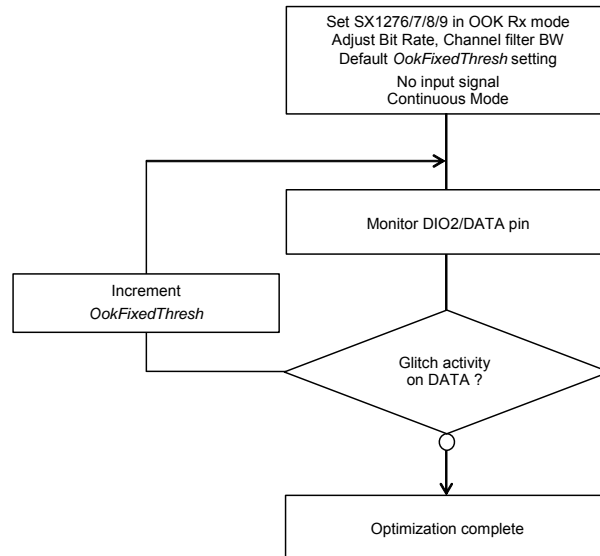 Set SX1276/7/8/9 in OOK Rx mode
Adjust Bit Rate, Channel filter BW
Default OokFixedThresh setting
No input signal
Continuous Mode
Monitor DIO2/DATA pin
Increment
OokFixedThresh
Glitch activity
on DATA ?
Optimization complete